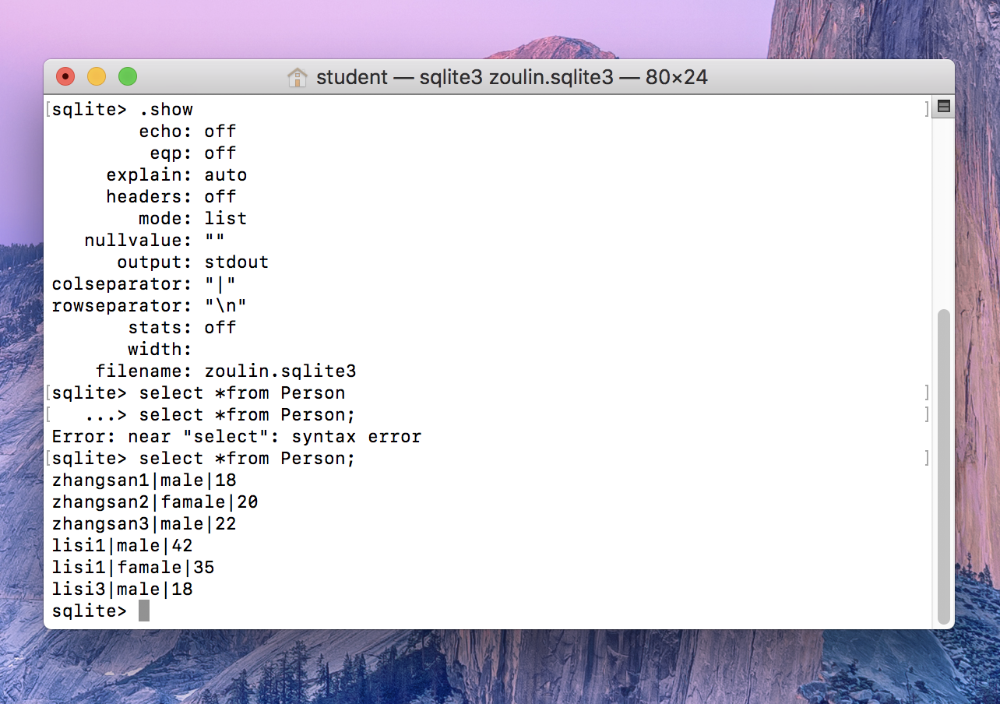 student — sqlite3 zoulin.sqlite3 — 80×24
sqlite> .show
echo: off
eqp: off
explain: auto
headers: off
mode: list
nullvalue: ""
output: stdout
colseparator: "|"
rowseparator: "\n"
stats: off
width:
filename: zoulin.sqlite3
sqlite> select *from Person
...> select *from Person;
Error: near "select": syntax error
sqlite> select *from Person;
zhangsan1|male|18
zhangsan2|famale|20
zhangsan3|male|22
lisi1|male|42
lisi1|famale|35
lisi3|male|18
sqlite>